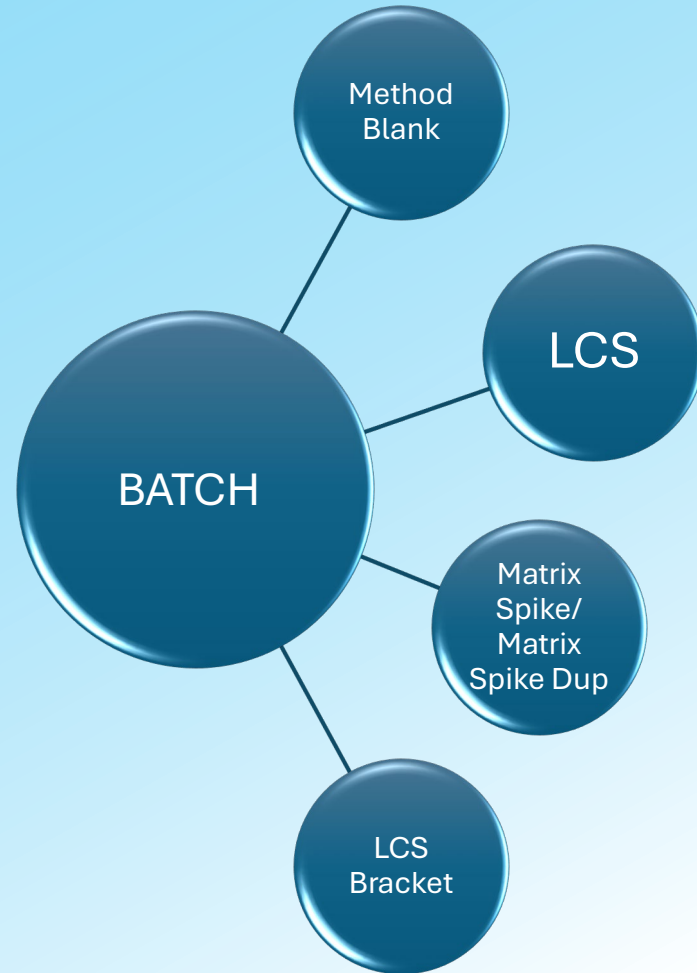 Method
Blank
LCS
BATCH
Matrix
Spike/
Matrix
Spike Dup
LCS
Bracket